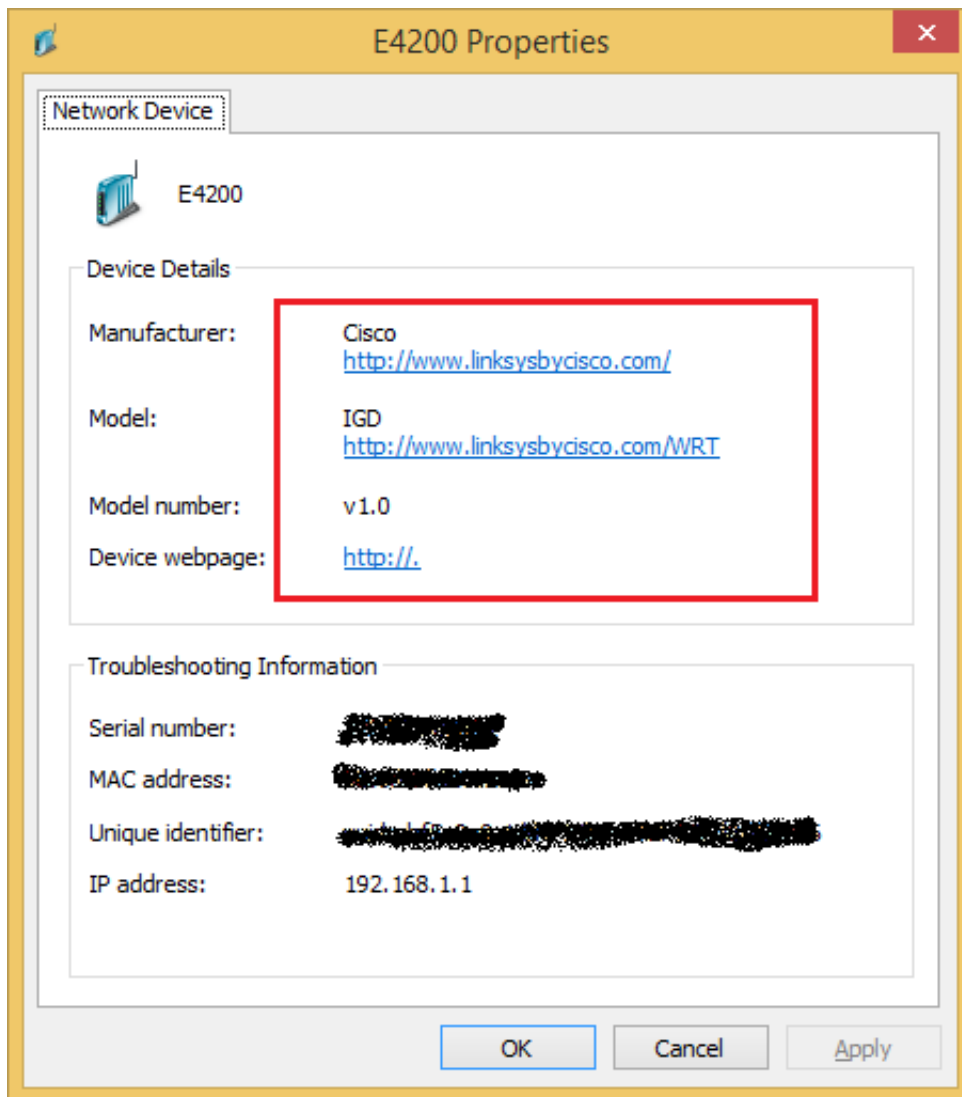 E4200 Properties
Network Device
E4200
Device Details
Manufacturer: Cisco
http://www.linksysbycisco.com/
Model: IGD
http://www.linksysbycisco.com/WRT
Model number: v1.0
Device webpage: http://.
Troubleshooting Information
Serial number:
MAC address:
Unique identifier:
IP address: 192.168.1.1
OK Cancel Apply